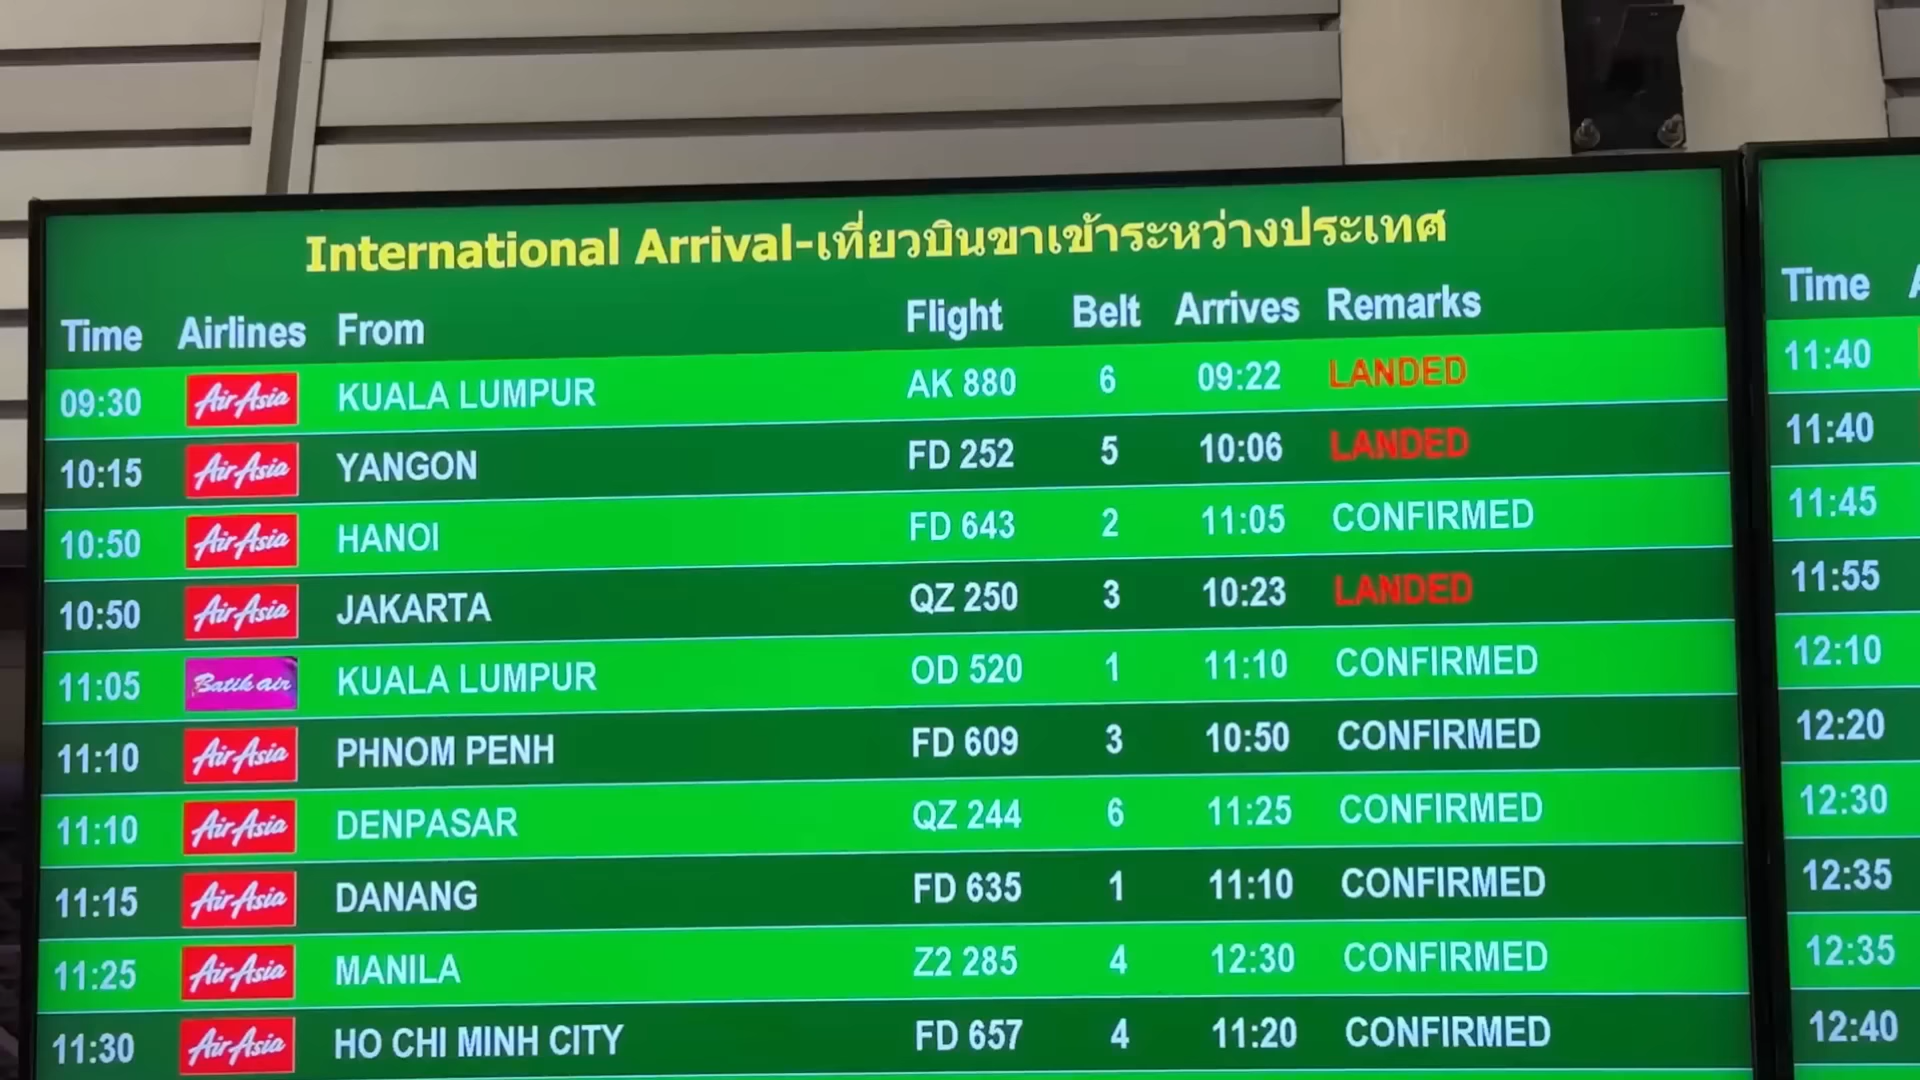 International Arrival-เที่ยวบินขาเข้าระหว่างประเทศ
Time Airlines From Flight Belt Arrives Remarks
09:30 AirAsia KUALA LUMPUR AK 880 6 09:22 LANDED
10:15 AirAsia YANGON FD 252 5 10:06 LANDED
10:50 AirAsia HANOI FD 643 2 11:05 CONFIRMED
10:50 AirAsia JAKARTA QZ 250 3 10:23 LANDED
11:05 Batik air KUALA LUMPUR OD 520 1 11:10 CONFIRMED
11:10 AirAsia PHNOM PENH FD 609 3 10:50 CONFIRMED
11:10 AirAsia DENPASAR QZ 244 6 11:25 CONFIRMED
11:15 AirAsia DANANG FD 635 1 11:10 CONFIRMED
11:25 AirAsia MANILA Z2 285 4 12:30 CONFIRMED
11:30 AirAsia HO CHI MINH CITY FD 657 4 11:20 CONFIRMED
Time
11:40
11:40
11:45
11:55
12:10
12:20
12:30
12:35
12:35
12:40